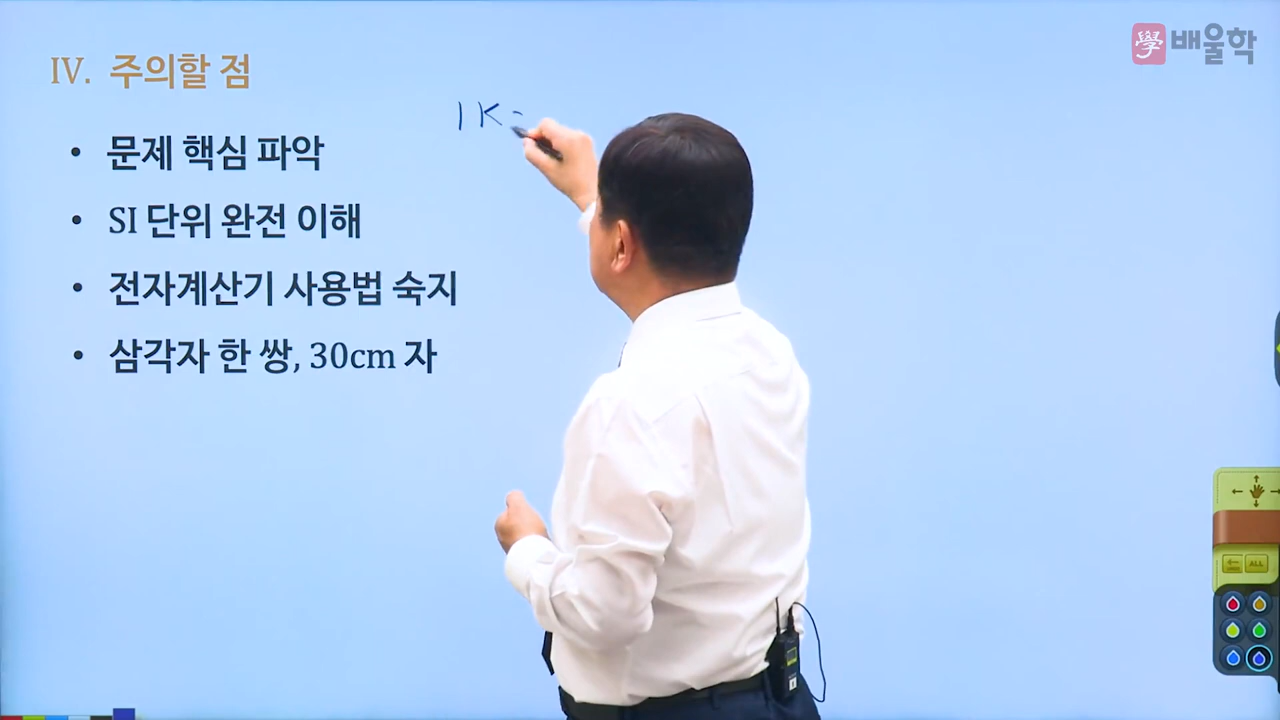 IV. 주의할 점
學 배울학
1K=
• 문제 핵심 파악
• SI 단위 완전 이해
• 전자계산기 사용법 숙지
• 삼각자 한 쌍, 30cm 자
ALL